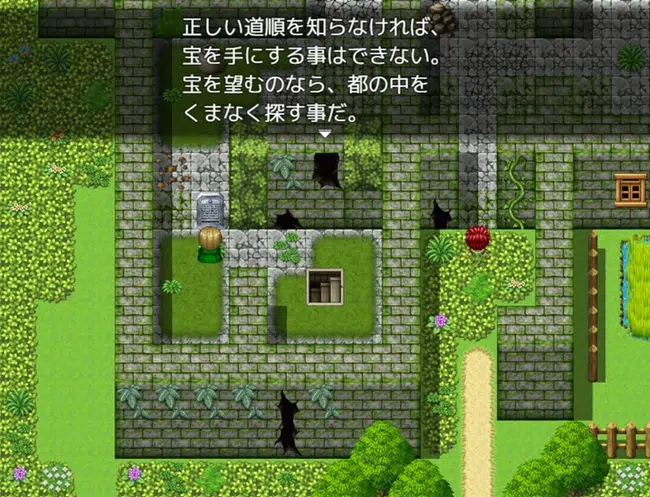 正しい道順を知らなければ、
宝を手にする事はできない。
宝を望むのなら、都の中を
くまなく探す事だ。